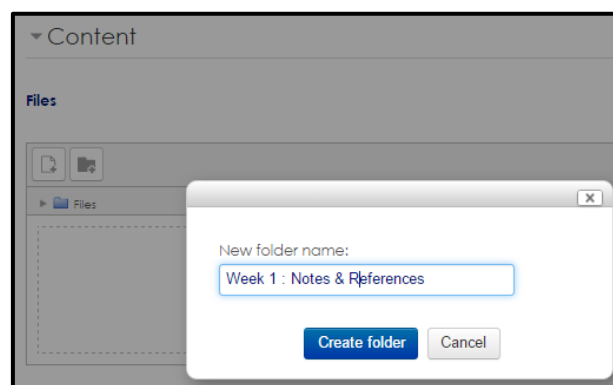 Content
Files
Files
New folder name:
Week 1 : Notes & References
Create folder Cancel